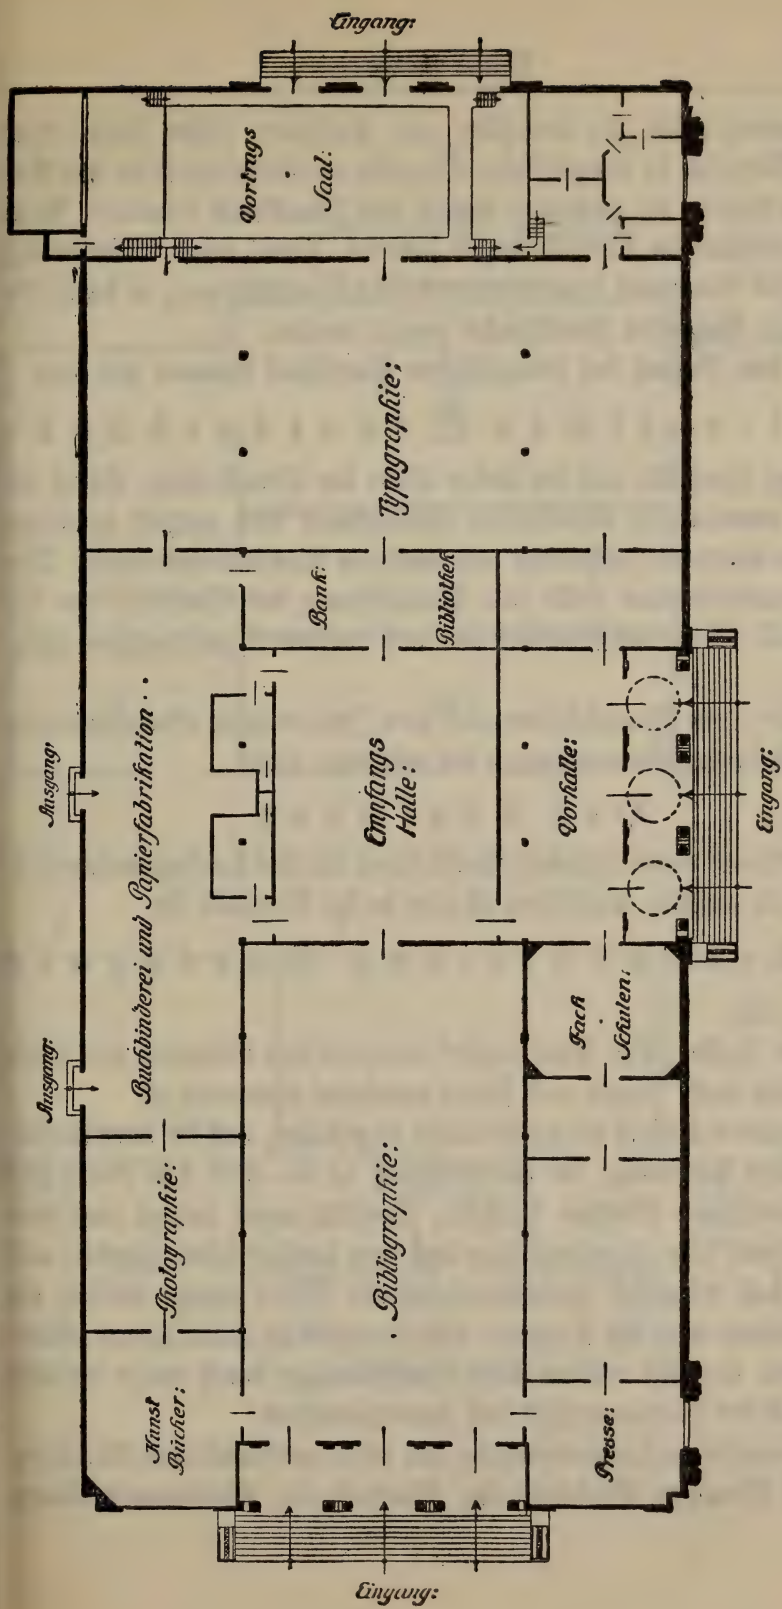 Eingang:
Vortrags
Saal:
Typographie;
Bank:
Bibliothek
Ausgang;
Buchbinderei und Papierfabrikation
Empfangs
Halle:
Vorhalle:
Eingang:
Ausgang:
Fach
Schulen;
Photographie:
Bibliographie:
Kunst
Bücher;
Presse;
Eingang: